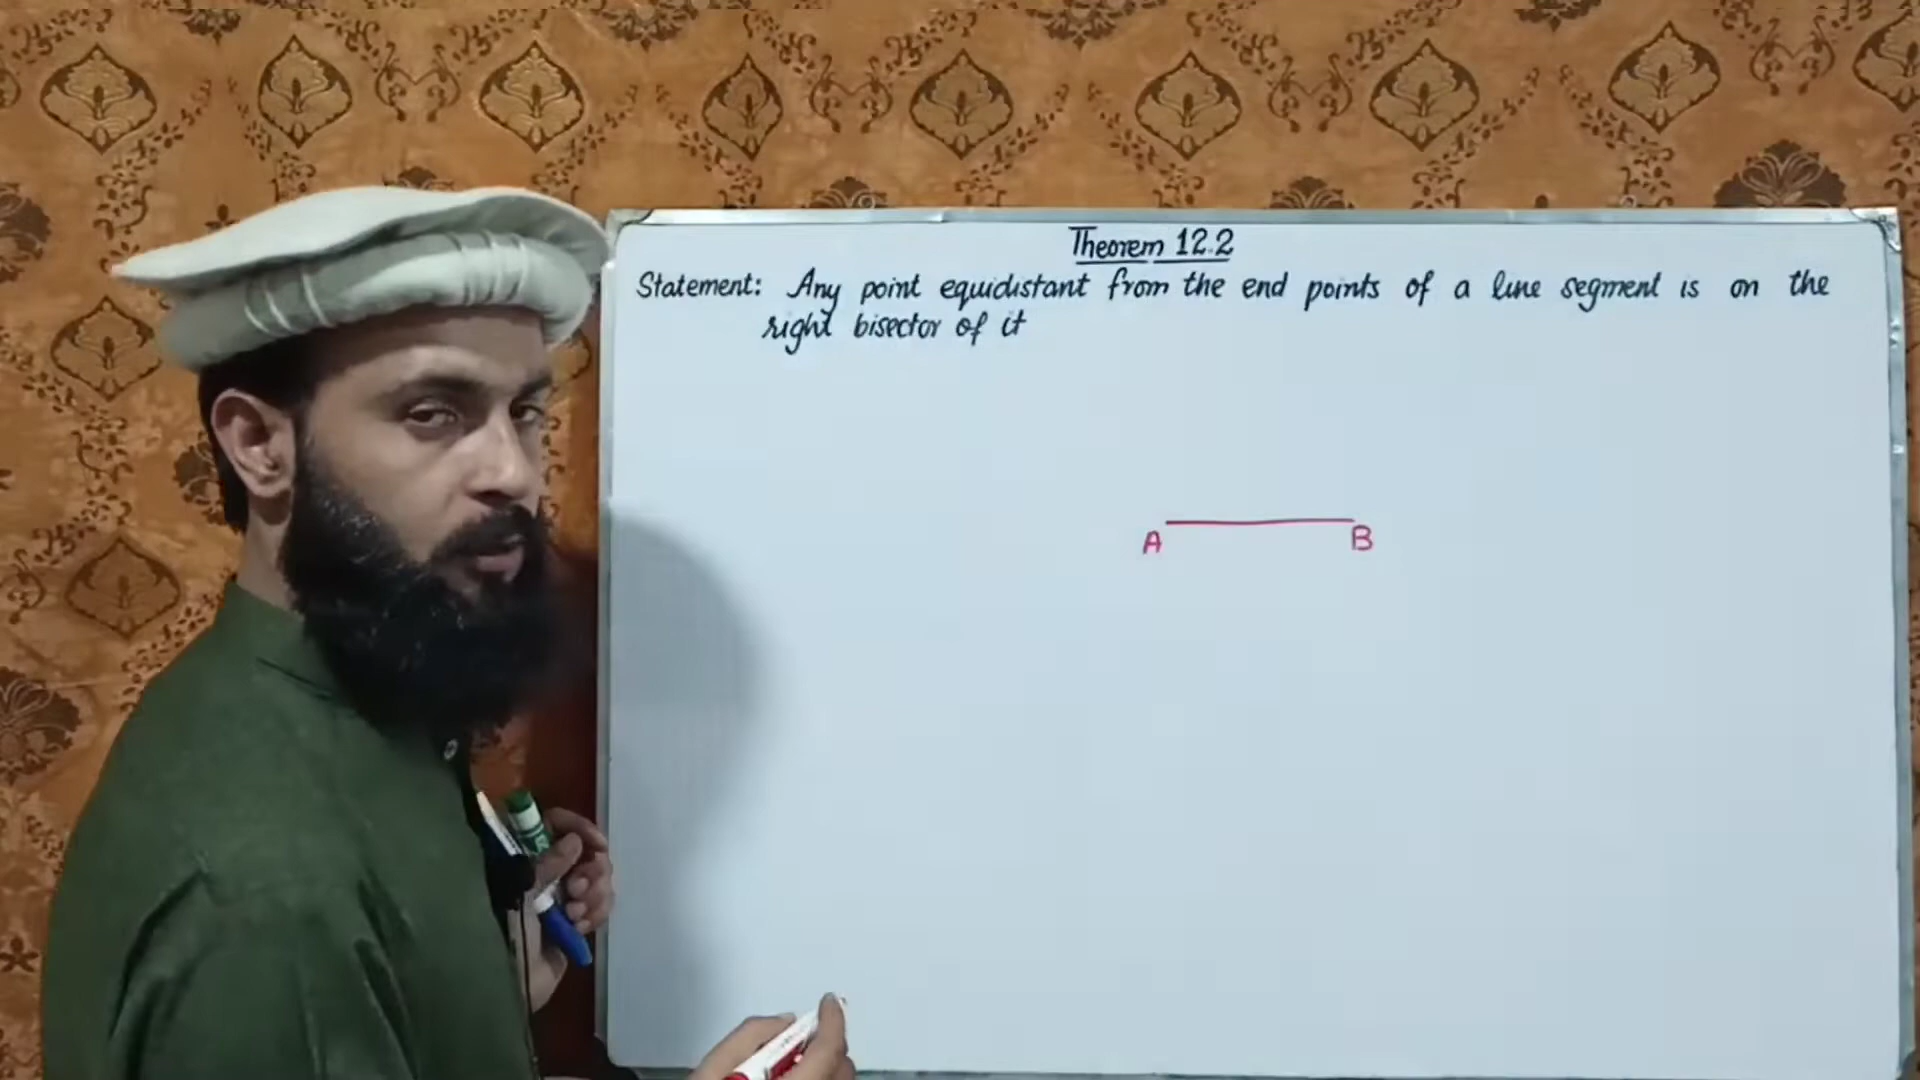 Theorem 12.2
Statement: Any point equidistant from the end points of a line segment is on the
right bisector of it
A B